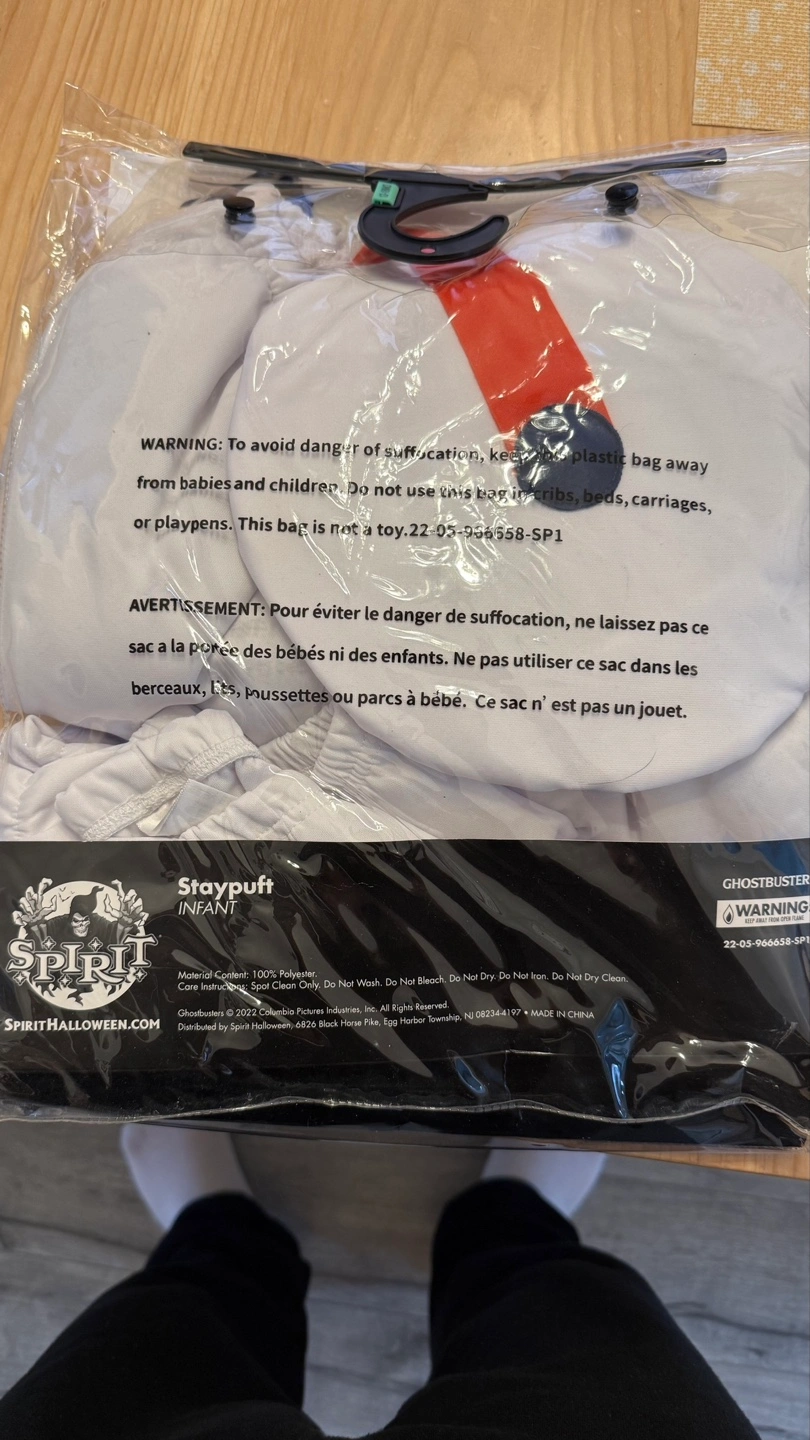 WARNING: To avoid danger of suffocation, keep this plastic bag away
from babies and children. Do not use this bag in cribs, beds, carriages,
or playpens. This bag is not a toy.22-05-966658-SP1
AVERTISSEMENT: Pour éviter le danger de suffocation, ne laissez pas ce
sac a la portée des bébés ni des enfants. Ne pas utiliser ce sac dans les
berceaux, lits, poussettes ou parcs à bébé. Ce sac n' est pas un jouet.
SPIRIT
SPIRITHALLOWEEN.COM
Staypuft
INFANT
Material Content: 100% Polyester.
Care Instructions: Spot Clean Only. Do Not Wash. Do Not Bleach. Do Not Dry. Do Not Iron. Do Not Dry Clean.
Ghostbusters © 2022 Columbia Pictures Industries, Inc. All Rights Reserved.
Distributed by Spirit Halloween, 6826 Black Horse Pike, Egg Harbor Township, NJ 08234-4197 • MADE IN CHINA
GHOSTBUSTER
WARNING
KEEP AWAY FROM OPEN FLAME
22-05-966658-SP1